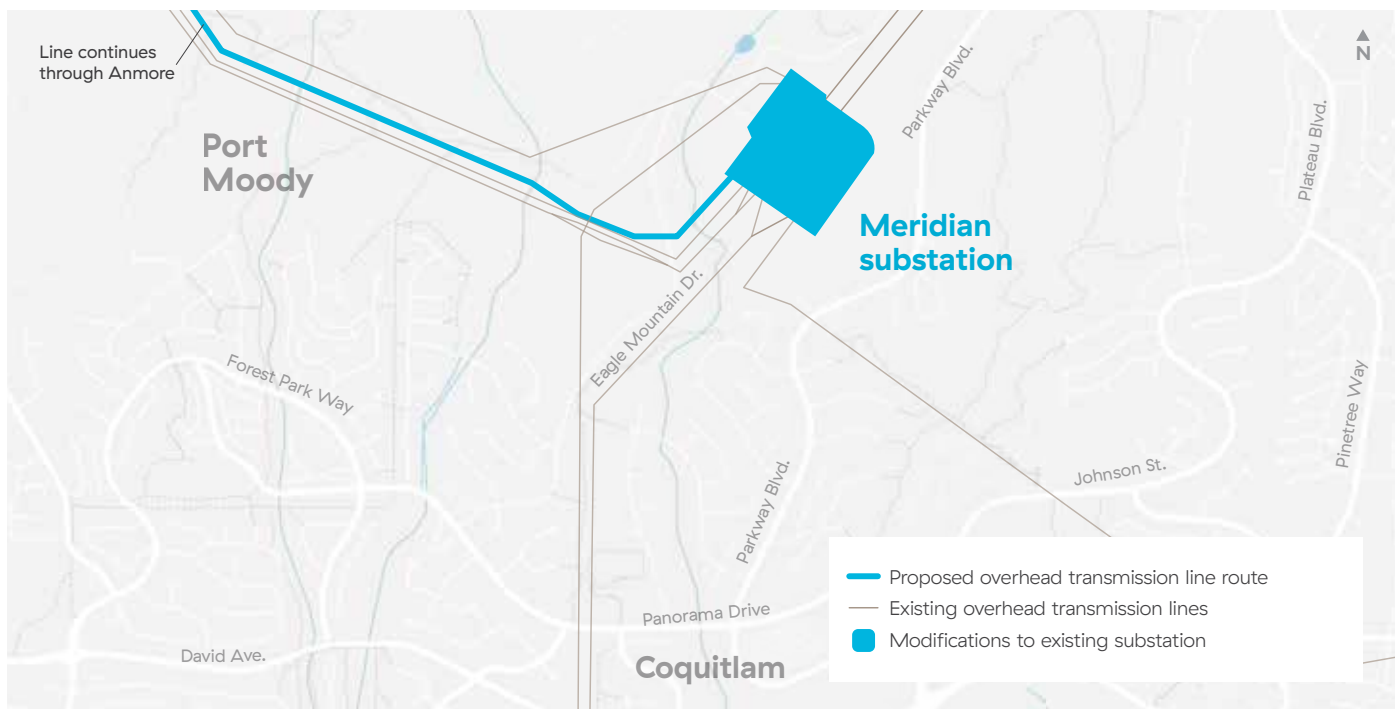 Line continues
through Anmore
N
Parkway Blvd.
Plateau Blvd.
Port
Moody
Meridian
substation
Eagle Mountain Dr.
Forest Park Way
Pinetree Way
Johnson St.
Parkway Blvd.
Proposed overhead transmission line route
Existing overhead transmission lines
Modifications to existing substation
Panorama Drive
David Ave.
Coquitlam